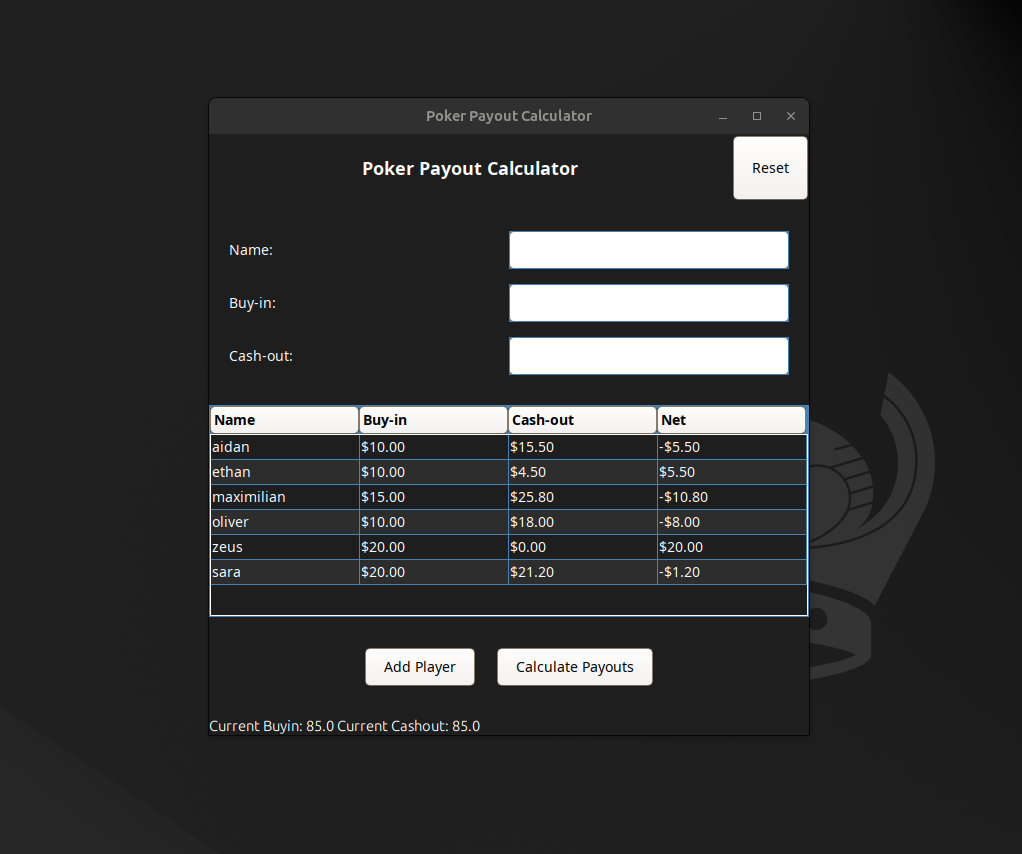 Poker Payout Calculator
Poker Payout Calculator
Reset
Name:
Buy-in:
Cash-out:
Name Buy-in Cash-out Net
aidan $10.00 $15.50 -$5.50
ethan $10.00 $4.50 $5.50
maximilian $15.00 $25.80 -$10.80
oliver $10.00 $18.00 -$8.00
zeus $20.00 $0.00 $20.00
sara $20.00 $21.20 -$1.20
Add Player Calculate Payouts
Current Buyin: 85.0 Current Cashout: 85.0